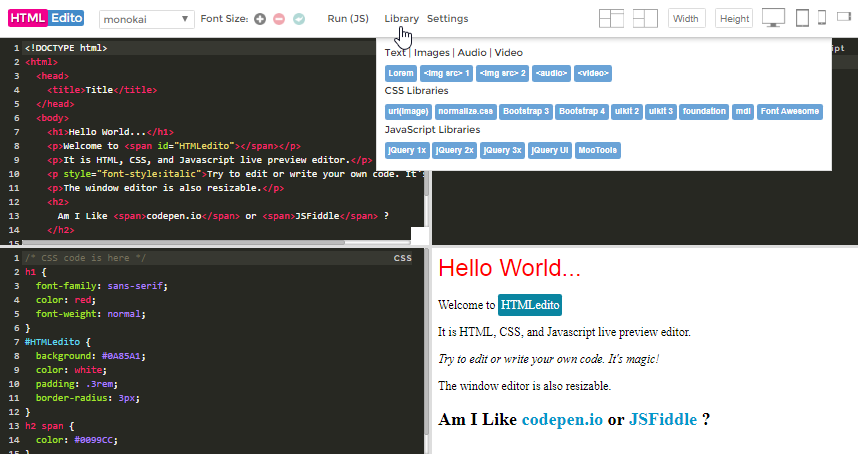 HTML Edito monokai Font Size: Run (JS) Library Settings Width Height
Text | Images | Audio | Video
Lorem <img src> 1 <img src> 2 <audio> <video>
CSS Libraries
url(image) normalize.css Bootstrap 3 Bootstrap 4 uikit 2 uikit 3 foundation mdi Font Awesome
JavaScript Libraries
jQuery 1x jQuery 2x jQuery 3x jQuery UI MooTools
1 <!DOCTYPE html>
2 <html>
3 <head>
4 <title>Title</title>
5 </head>
6 <body>
7 <h1>Hello World...</h1>
8 <p>Welcome to <span id="HTMLedito"></span></p>
9 <p>It is HTML, CSS, and Javascript live preview editor.</p>
10 <p style="font-style:italic">Try to edit or write your own code. It's
11 <p>The window editor is also resizable.</p>
12 <h2>
13 Am I Like <span>codepen.io</span> or <span>JSFiddle</span> ?
14 </h2>
15
1 /* CSS code is here */ CSS
2 h1 {
3 font-family: sans-serif;
4 color: red;
5 font-weight: normal;
6 }
7 #HTMLedito {
8 background: #0A85A1;
9 color: white;
10 padding: .3rem;
11 border-radius: 3px;
12 }
13 h2 span {
14 color: #0099CC;
Hello World...
Welcome to HTMLedito
It is HTML, CSS, and Javascript live preview editor.
Try to edit or write your own code. It's magic!
The window editor is also resizable.
Am I Like codepen.io or JSFiddle ?